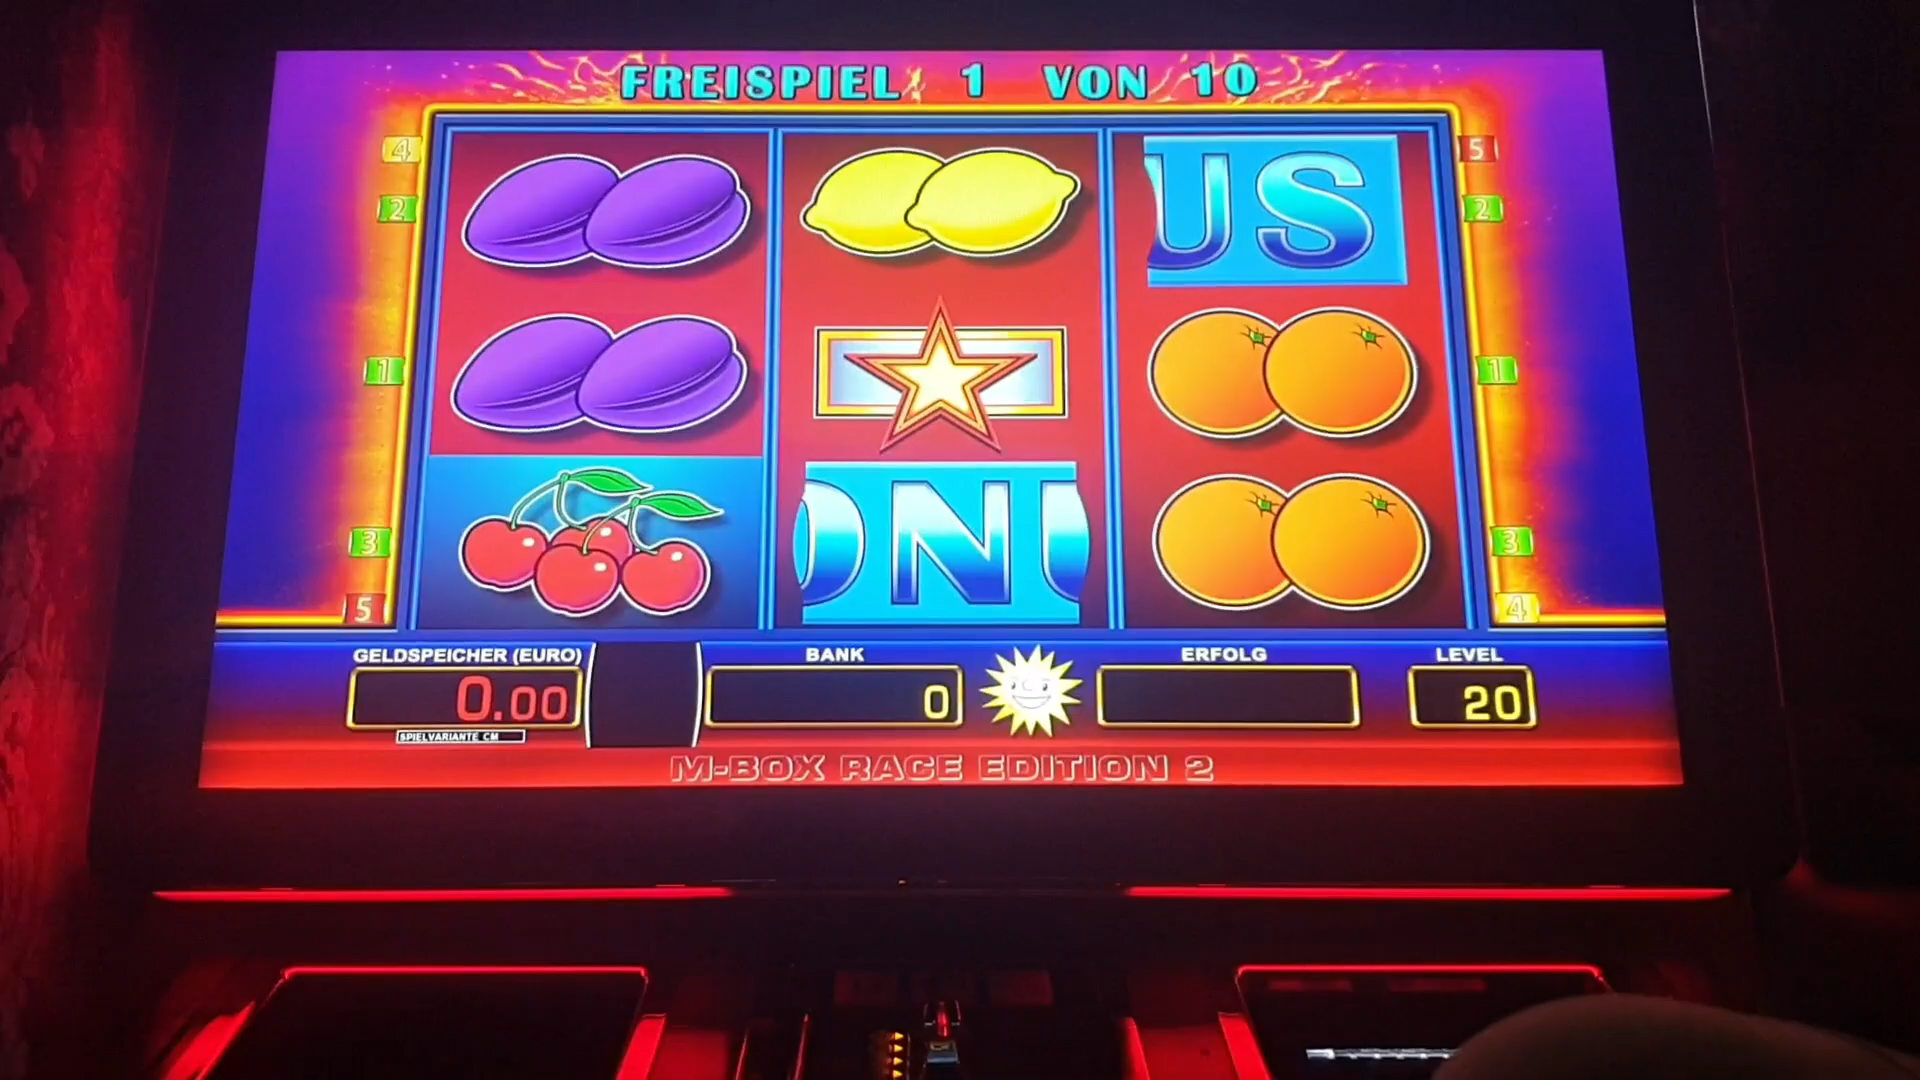 FREISPIEL 1 VON 10
4 5
2 US 2
1 1
3 ONU 3
5 4
GELDSPEICHER (EURO) BANK ERFOLG LEVEL
0.00 0 20
SPIELVARIANTE CM
M-BOX RACE EDITION 2